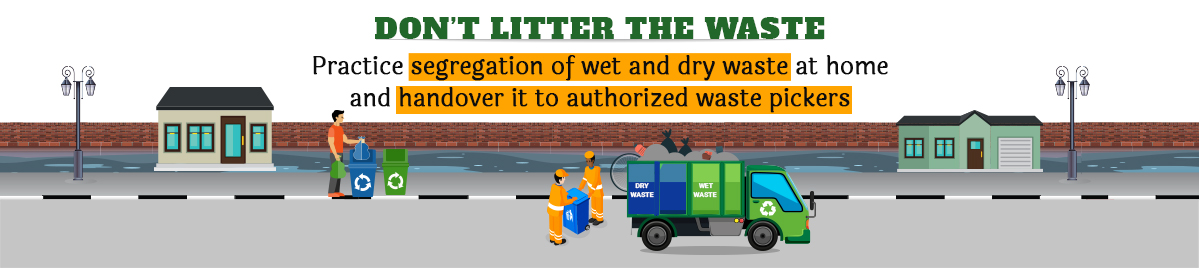 DON'T LITTER THE WASTE
Practice segregation of wet and dry waste at home
and handover it to authorized waste pickers
DRY
WASTE
WET
WASTE